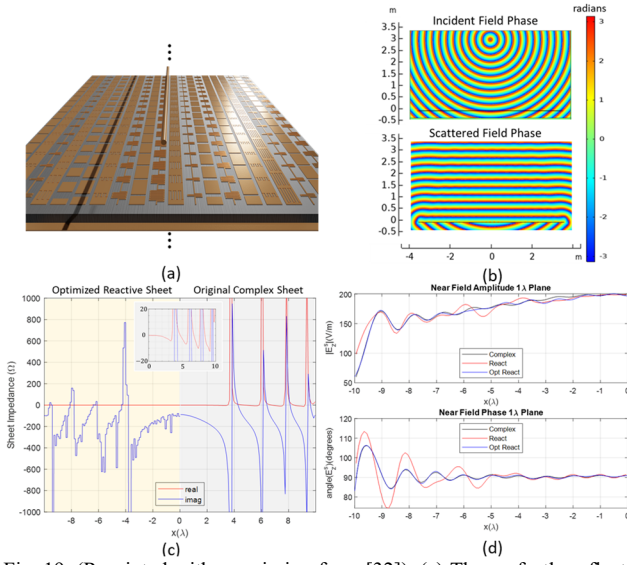 radians
m
Incident Field Phase
3.5
3
2.5
2
1.5
1
0.5
0
-0.5
Scattered Field Phase
3.5
3
2.5
2
1.5
1
0.5
0
-0.5
-4 -2 0 2 m
3
2
1
0
-1
-2
-3
(a)
(b)
Optimized Reactive Sheet Original Complex Sheet
Sheet Impedance (Ω)
1000
800
600
400
200
0
-200
-400
-600
-800
-1000
20
0
-20
0 5 10
real
imag
-8 -6 -4 -2 0 2 4 6 8
x(λ)
(c)
Near Field Amplitude 1λ Plane
|E_z^s|(V/m)
200
150
100
50
Complex
React
Opt React
-10 -9 -8 -7 -6 -5 -4 -3 -2 -1 0
x(λ)
Near Field Phase 1λ Plane
angle(E_z^s)(degrees)
120
110
100
90
80
Complex
React
Opt React
-10 -9 -8 -7 -6 -5 -4 -3 -2 -1 0
x(λ)
(d)